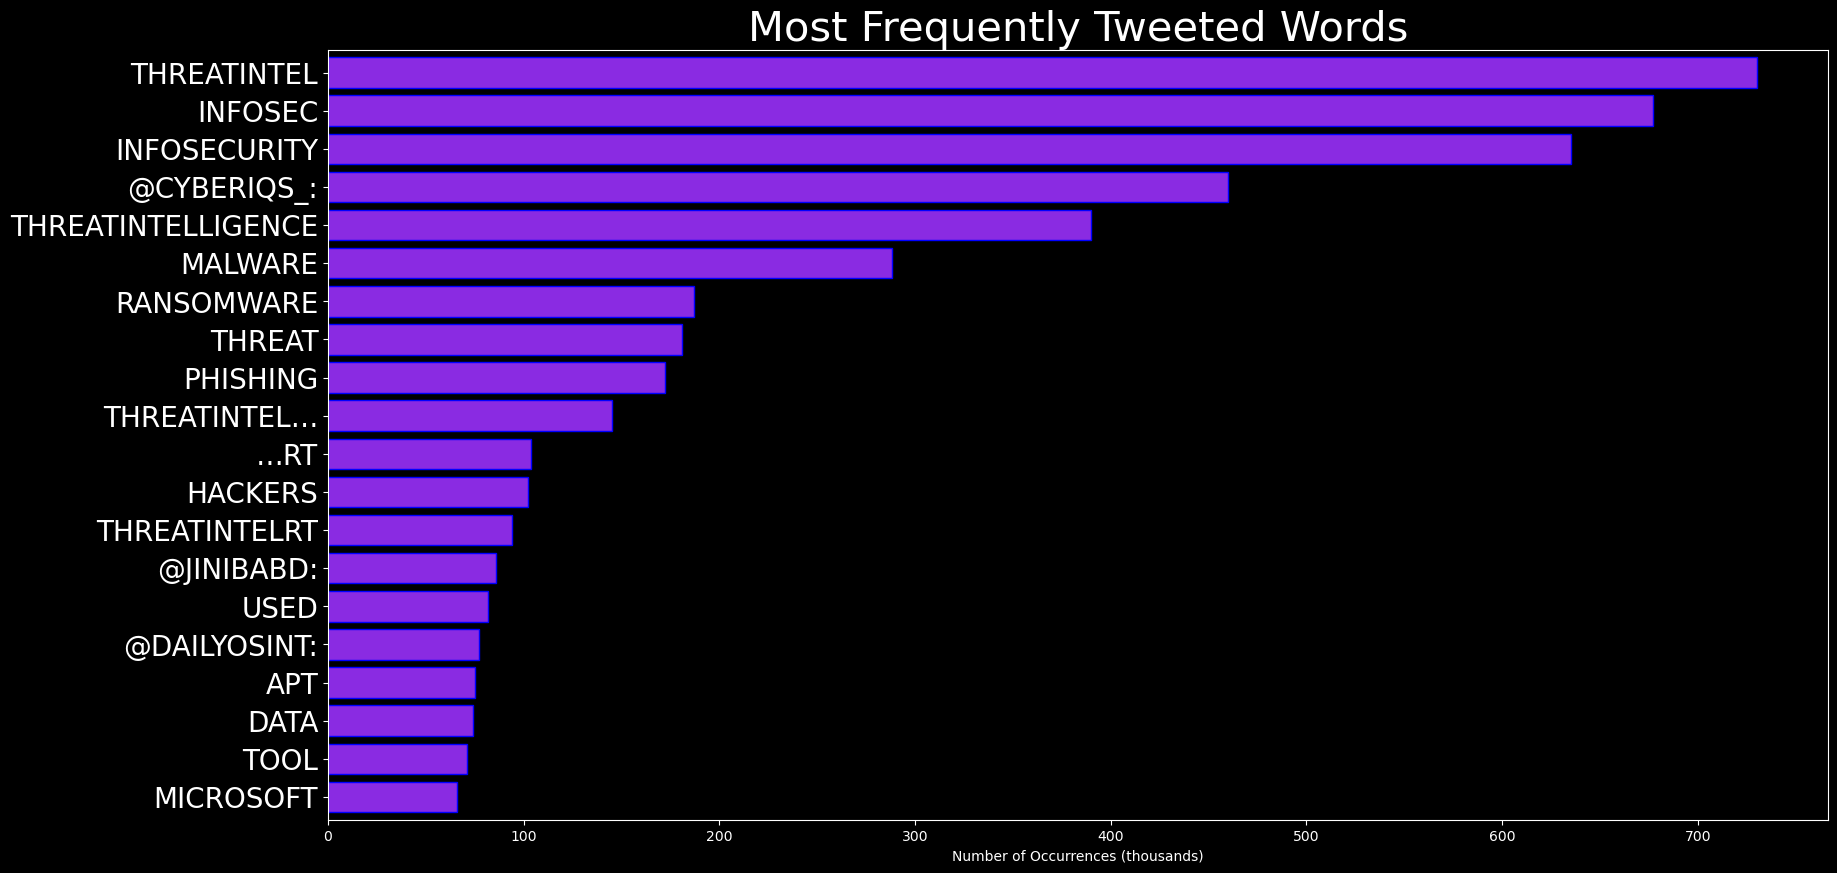 Most Frequently Tweeted Words
THREATINTEL
INFOSEC
INFOSECURITY
@CYBERIQS_:
THREATINTELLIGENCE
MALWARE
RANSOMWARE
THREAT
PHISHING
THREATINTEL…
…RT
HACKERS
THREATINTELRT
@JINIBABD:
USED
@DAILYOSINT:
APT
DATA
TOOL
MICROSOFT
0 100 200 300 400 500 600 700
Number of Occurrences (thousands)